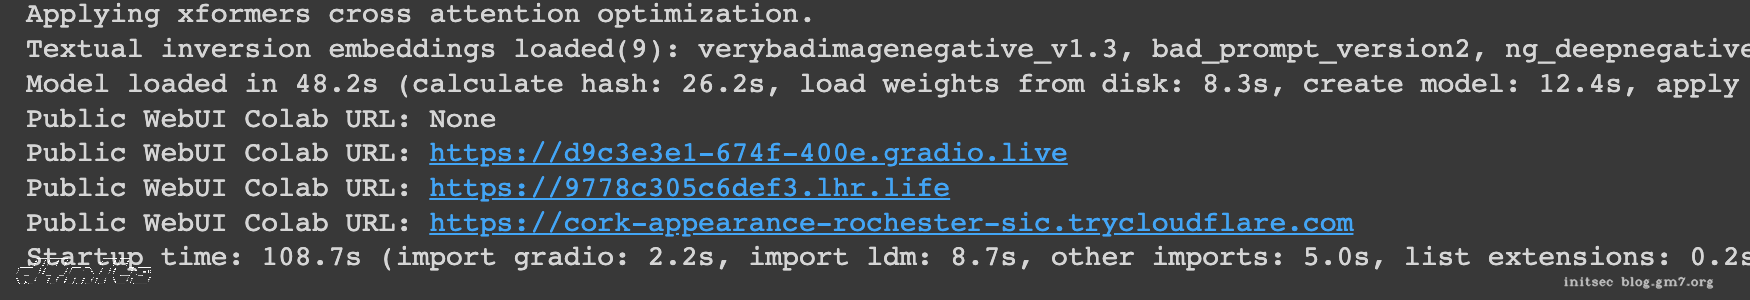 Applying xformers cross attention optimization.
Textual inversion embeddings loaded(9): verybadimagenegative_v1.3, bad_prompt_version2, ng_deepnegative
Model loaded in 48.2s (calculate hash: 26.2s, load weights from disk: 8.3s, create model: 12.4s, apply
Public WebUI Colab URL: None
Public WebUI Colab URL: https://d9c3e3e1-674f-400e.gradio.live
Public WebUI Colab URL: https://9778c305c6def3.lhr.life
Public WebUI Colab URL: https://cork-appearance-rochester-sic.trycloudflare.com
Startup time: 108.7s (import gradio: 2.2s, import ldm: 8.7s, other imports: 5.0s, list extensions: 0.2s
initsec blog.gm7.org